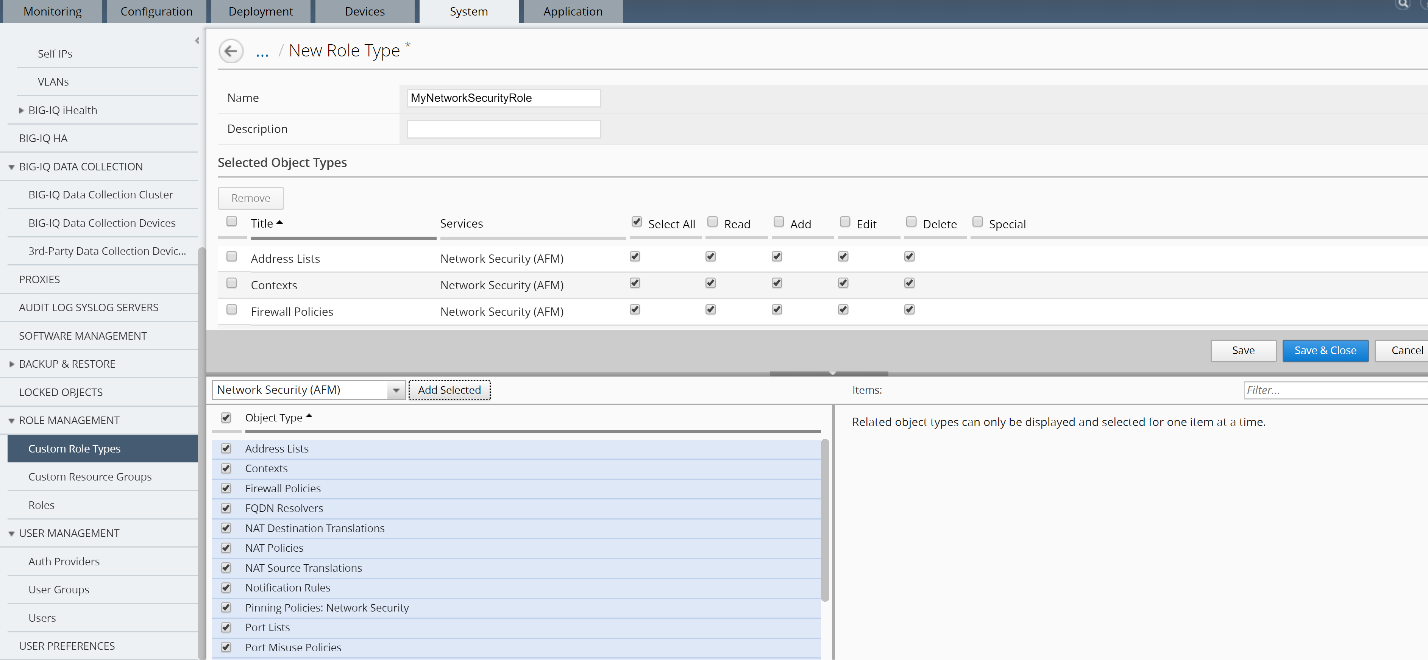 Monitoring Configuration Deployment Devices System Application
Self IPs
VLANs
BIG-IQ iHealth
BIG-IQ HA
BIG-IQ DATA COLLECTION
BIG-IQ Data Collection Cluster
BIG-IQ Data Collection Devices
3rd-Party Data Collection Devic...
PROXIES
AUDIT LOG SYSLOG SERVERS
SOFTWARE MANAGEMENT
BACKUP & RESTORE
LOCKED OBJECTS
ROLE MANAGEMENT
Custom Role Types
Custom Resource Groups
Roles
USER MANAGEMENT
Auth Providers
User Groups
Users
USER PREFERENCES
... / New Role Type *
Name MyNetworkSecurityRole
Description
Selected Object Types
Remove
Title Services Select All Read Add Edit Delete Special
Address Lists Network Security (AFM)
Contexts Network Security (AFM)
Firewall Policies Network Security (AFM)
Save Save & Close Cancel
Network Security (AFM) Add Selected
Object Type
Address Lists
Contexts
Firewall Policies
FQDN Resolvers
NAT Destination Translations
NAT Policies
NAT Source Translations
Notification Rules
Pinning Policies: Network Security
Port Lists
Port Misuse Policies
Items: Filter...
Related object types can only be displayed and selected for one item at a time.